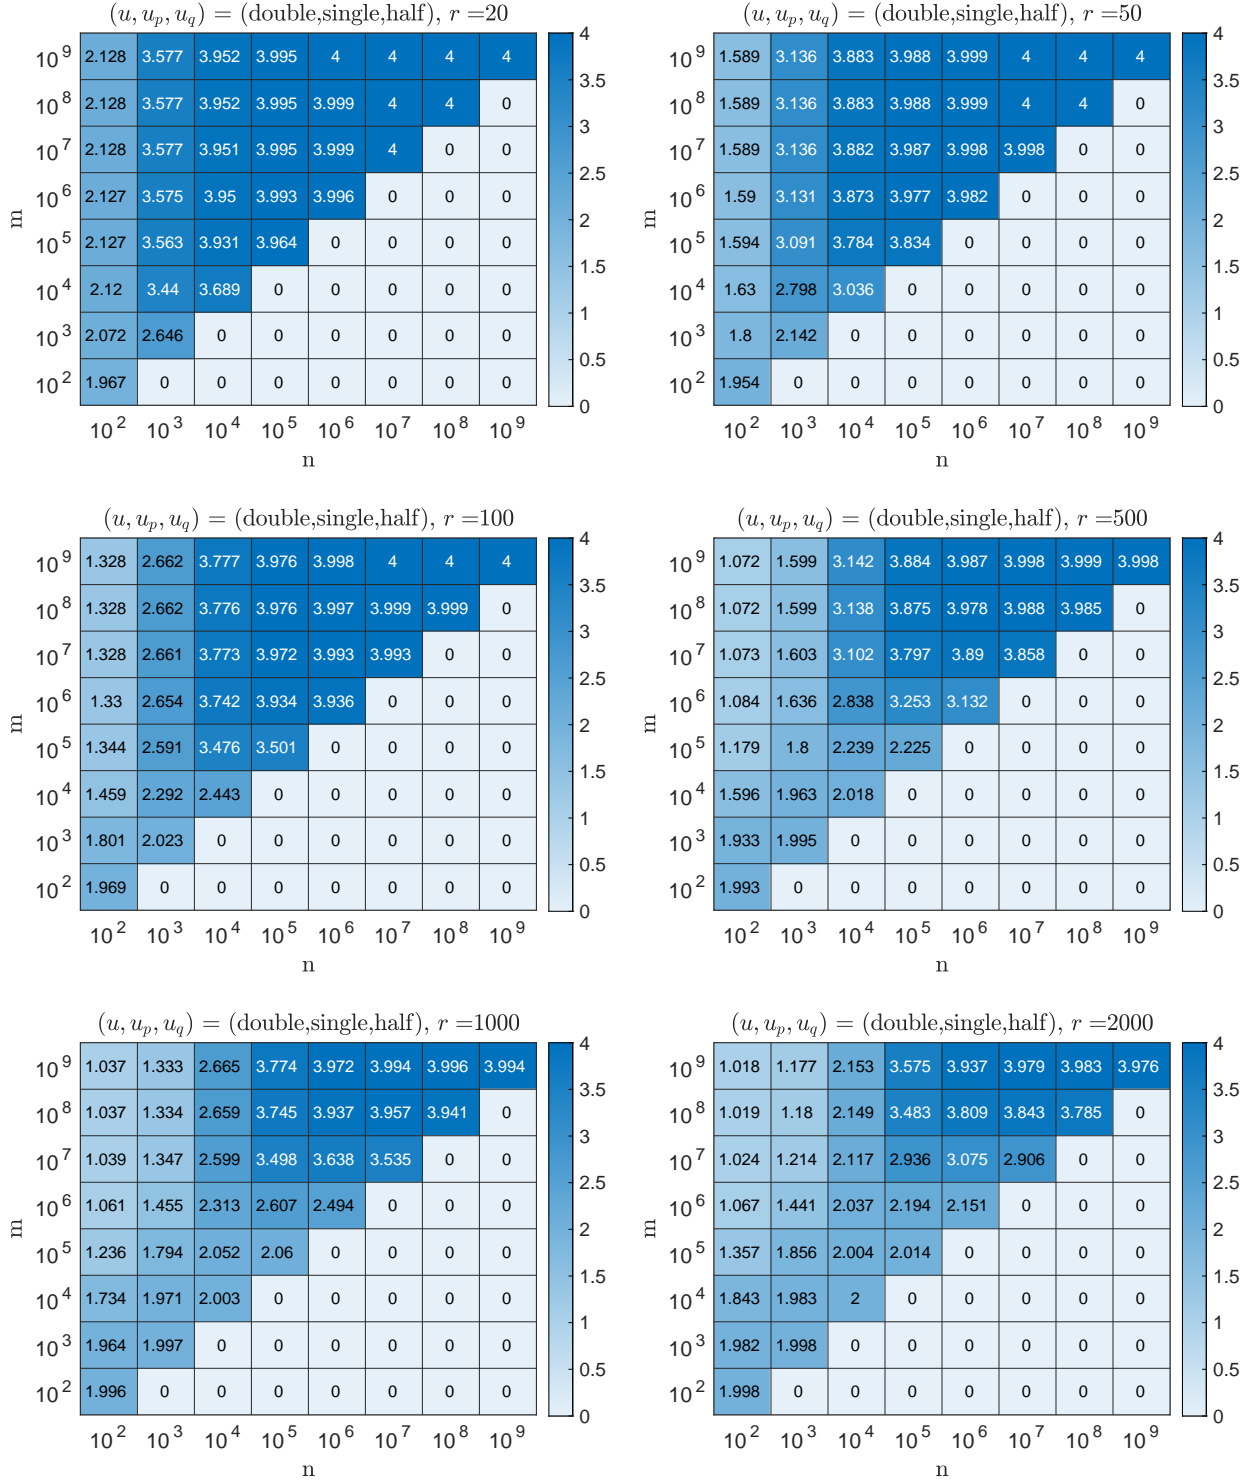 (u, u_p, u_q) = (double,single,half), r =20
10^9 2.128 3.577 3.952 3.995 4 4 4 4
10^8 2.128 3.577 3.952 3.995 3.999 4 4 0
10^7 2.128 3.577 3.951 3.995 3.999 4 0 0
10^6 2.127 3.575 3.95 3.993 3.996 0 0 0
10^5 2.127 3.563 3.931 3.964 0 0 0 0
10^4 2.12 3.44 3.689 0 0 0 0 0
10^3 2.072 2.646 0 0 0 0 0 0
10^2 1.967 0 0 0 0 0 0 0
10^2 10^3 10^4 10^5 10^6 10^7 10^8 10^9
m
n
4
3.5
3
2.5
2
1.5
1
0.5
0
(u, u_p, u_q) = (double,single,half), r =50
10^9 1.589 3.136 3.883 3.988 3.999 4 4 4
10^8 1.589 3.136 3.883 3.988 3.999 4 4 0
10^7 1.589 3.136 3.882 3.987 3.998 3.998 0 0
10^6 1.59 3.131 3.873 3.977 3.982 0 0 0
10^5 1.594 3.091 3.784 3.834 0 0 0 0
10^4 1.63 2.798 3.036 0 0 0 0 0
10^3 1.8 2.142 0 0 0 0 0 0
10^2 1.954 0 0 0 0 0 0 0
10^2 10^3 10^4 10^5 10^6 10^7 10^8 10^9
m
n
4
3.5
3
2.5
2
1.5
1
0.5
0
(u, u_p, u_q) = (double,single,half), r =100
10^9 1.328 2.662 3.777 3.976 3.998 4 4 4
10^8 1.328 2.662 3.776 3.976 3.997 3.999 3.999 0
10^7 1.328 2.661 3.773 3.972 3.993 3.993 0 0
10^6 1.33 2.654 3.742 3.934 3.936 0 0 0
10^5 1.344 2.591 3.476 3.501 0 0 0 0
10^4 1.459 2.292 2.443 0 0 0 0 0
10^3 1.801 2.023 0 0 0 0 0 0
10^2 1.969 0 0 0 0 0 0 0
10^2 10^3 10^4 10^5 10^6 10^7 10^8 10^9
m
n
4
3.5
3
2.5
2
1.5
1
0.5
0
(u, u_p, u_q) = (double,single,half), r =500
10^9 1.072 1.599 3.142 3.884 3.987 3.998 3.999 3.998
10^8 1.072 1.599 3.138 3.875 3.978 3.988 3.985 0
10^7 1.073 1.603 3.102 3.797 3.89 3.858 0 0
10^6 1.084 1.636 2.838 3.253 3.132 0 0 0
10^5 1.179 1.8 2.239 2.225 0 0 0 0
10^4 1.596 1.963 2.018 0 0 0 0 0
10^3 1.933 1.995 0 0 0 0 0 0
10^2 1.993 0 0 0 0 0 0 0
10^2 10^3 10^4 10^5 10^6 10^7 10^8 10^9
m
n
4
3.5
3
2.5
2
1.5
1
0.5
0
(u, u_p, u_q) = (double,single,half), r =1000
10^9 1.037 1.333 2.665 3.774 3.972 3.994 3.996 3.994
10^8 1.037 1.334 2.659 3.745 3.937 3.957 3.941 0
10^7 1.039 1.347 2.599 3.498 3.638 3.535 0 0
10^6 1.061 1.455 2.313 2.607 2.494 0 0 0
10^5 1.236 1.794 2.052 2.06 0 0 0 0
10^4 1.734 1.971 2.003 0 0 0 0 0
10^3 1.964 1.997 0 0 0 0 0 0
10^2 1.996 0 0 0 0 0 0 0
10^2 10^3 10^4 10^5 10^6 10^7 10^8 10^9
m
n
4
3.5
3
2.5
2
1.5
1
0.5
0
(u, u_p, u_q) = (double,single,half), r =2000
10^9 1.018 1.177 2.153 3.575 3.937 3.979 3.983 3.976
10^8 1.019 1.18 2.149 3.483 3.809 3.843 3.785 0
10^7 1.024 1.214 2.117 2.936 3.075 2.906 0 0
10^6 1.067 1.441 2.037 2.194 2.151 0 0 0
10^5 1.357 1.856 2.004 2.014 0 0 0 0
10^4 1.843 1.983 2 0 0 0 0 0
10^3 1.982 1.998 0 0 0 0 0 0
10^2 1.998 0 0 0 0 0 0 0
10^2 10^3 10^4 10^5 10^6 10^7 10^8 10^9
m
n
4
3.5
3
2.5
2
1.5
1
0.5
0